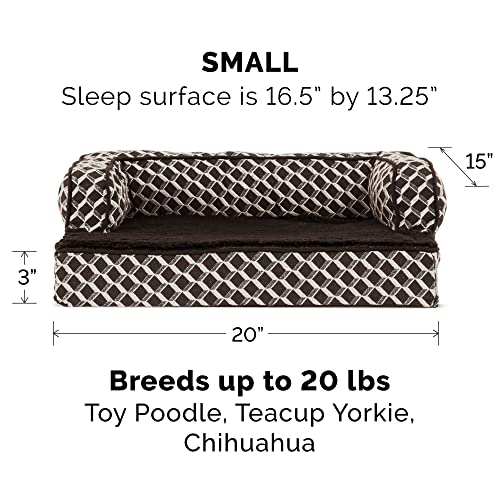 SMALL
Sleep surface is 16.5” by 13.25”
15”
3”
20”
Breeds up to 20 lbs
Toy Poodle, Teacup Yorkie,
Chihuahua